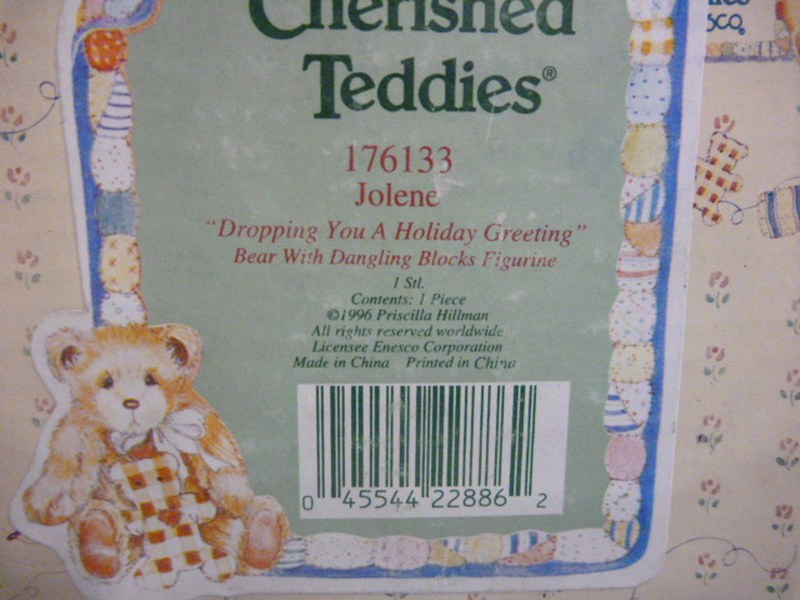 Cherished
Teddies®
176133
Jolene
"Dropping You A Holiday Greeting"
Bear With Dangling Blocks Figurine
1 Stl.
Contents: 1 Piece
©1996 Priscilla Hillman
All rights reserved worldwide
Licensee Enesco Corporation
Made in China Printed in China
0 45544 22886 2